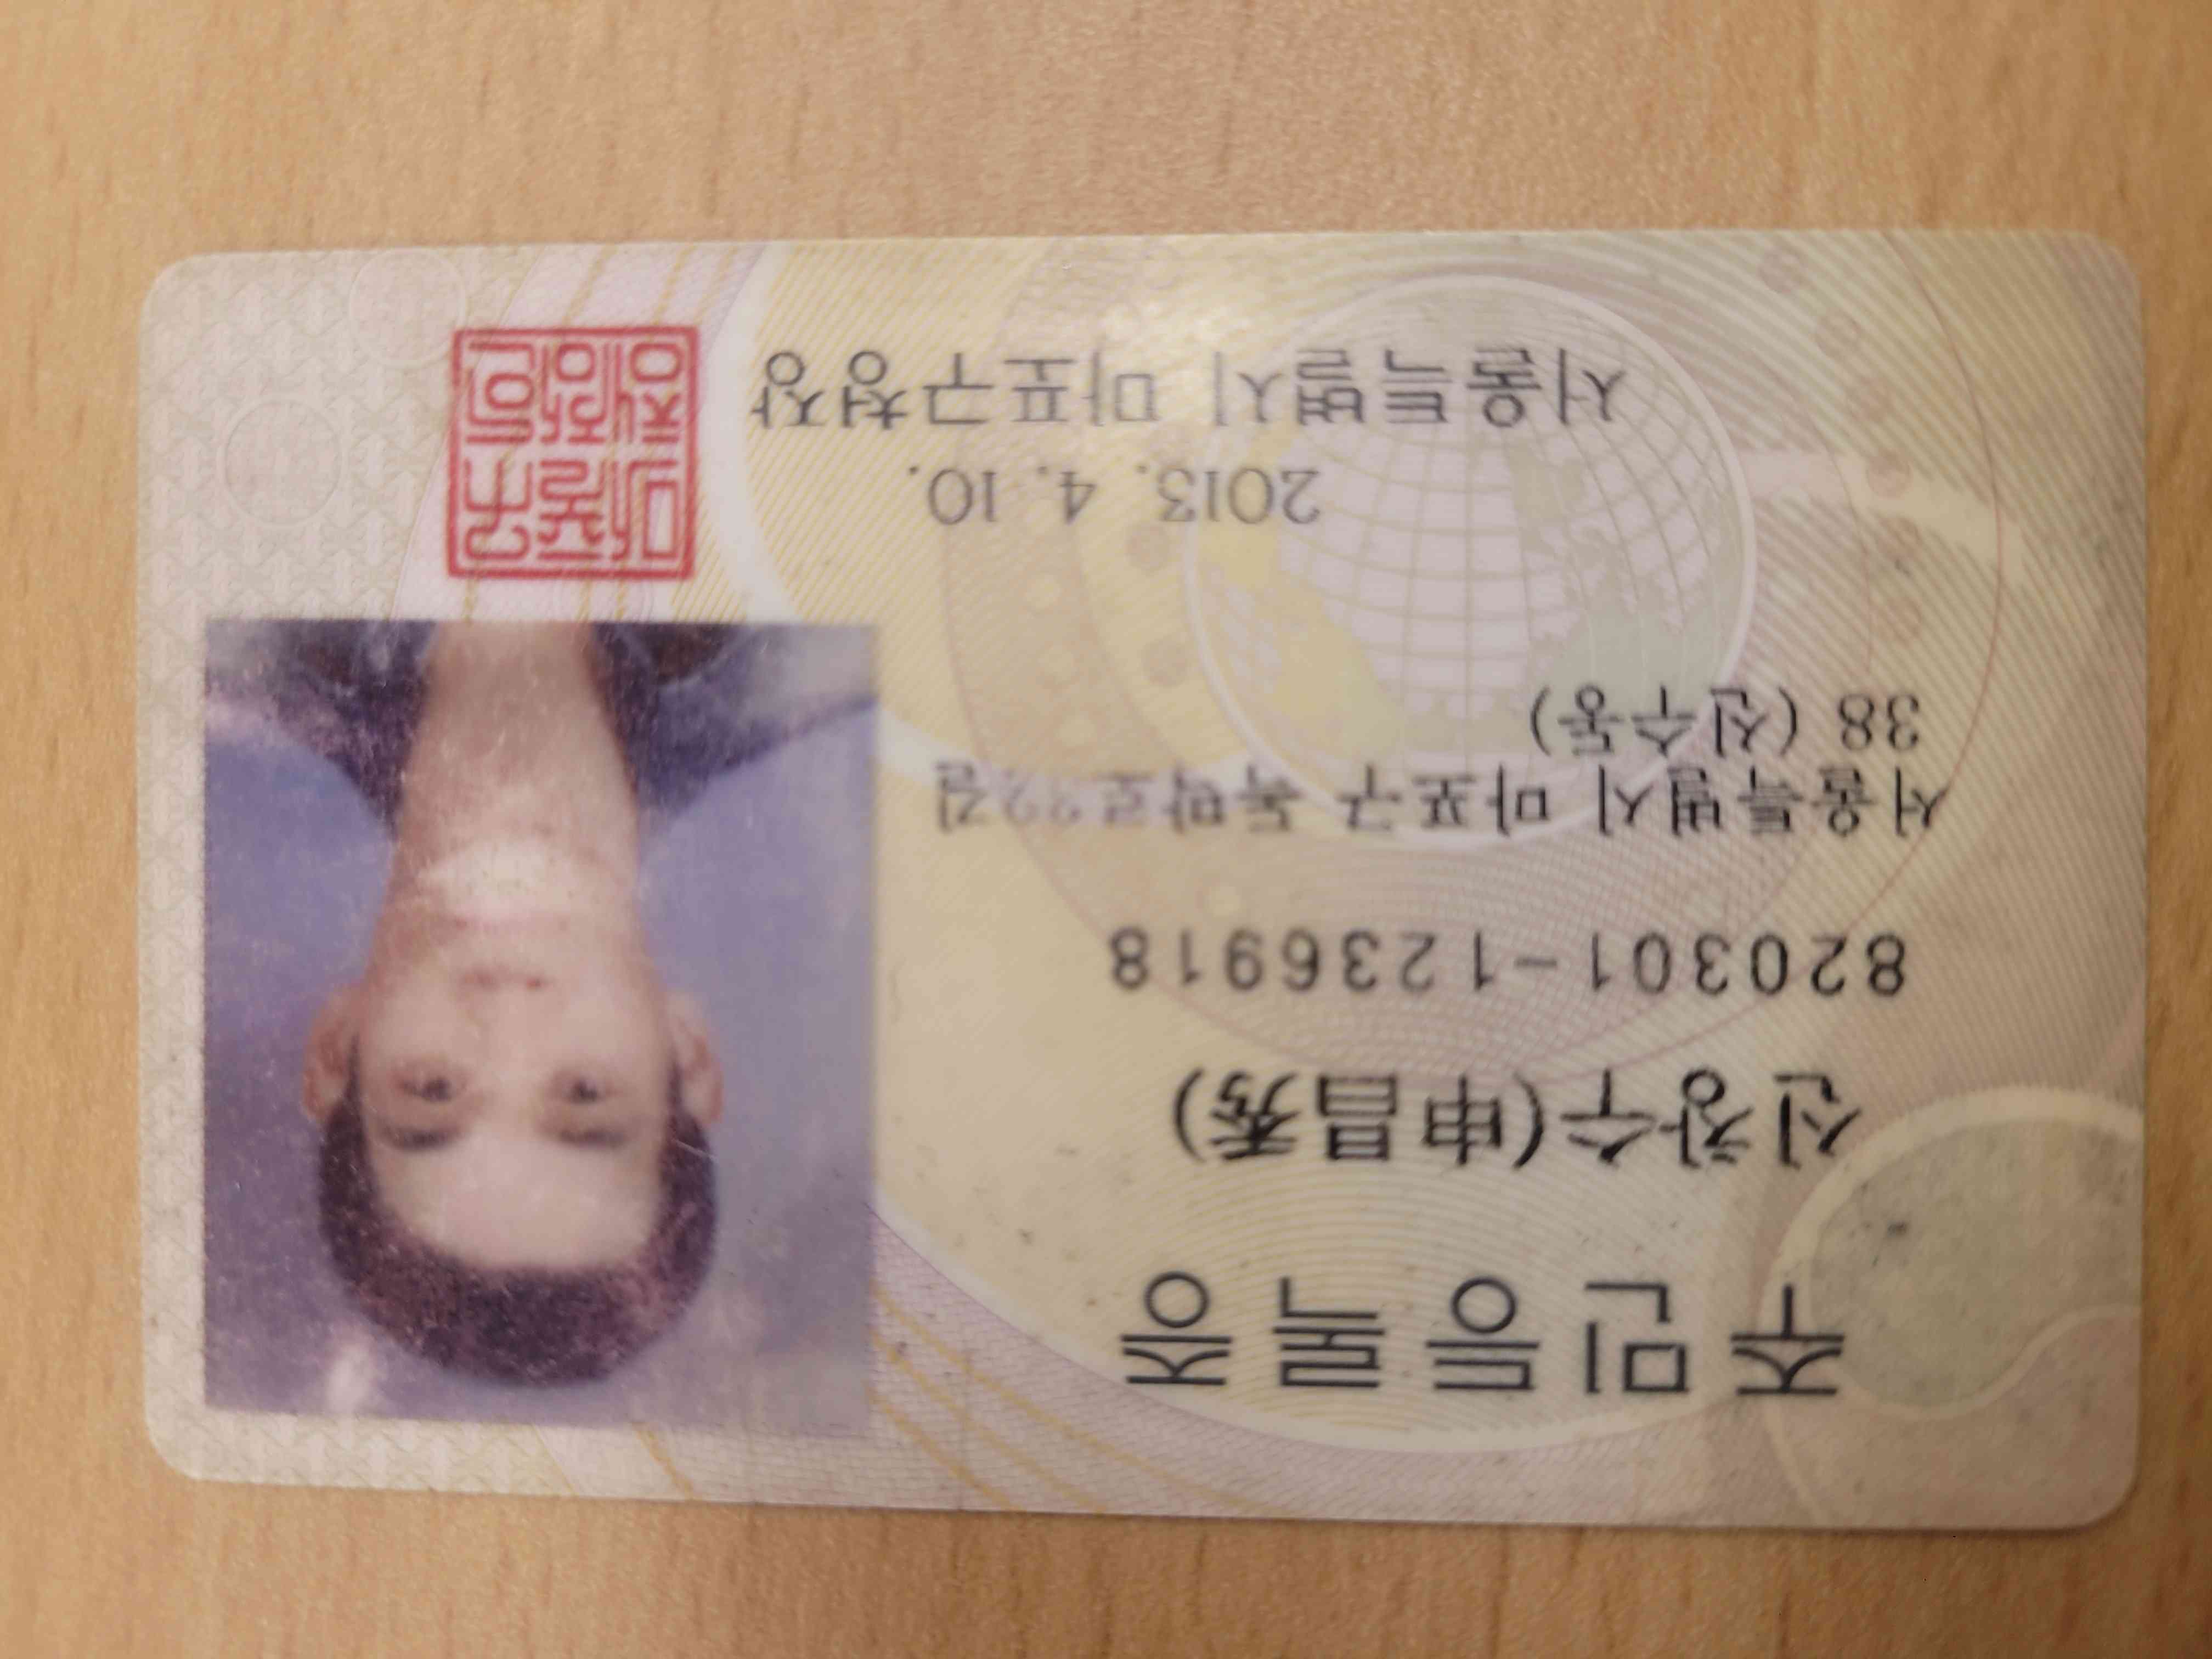 주민등록증
신창수(申昌秀)
820301-1236918
서울특별시 마포구
38 (신수동)
2013. 4. 10.
서울특별시 마포구청장